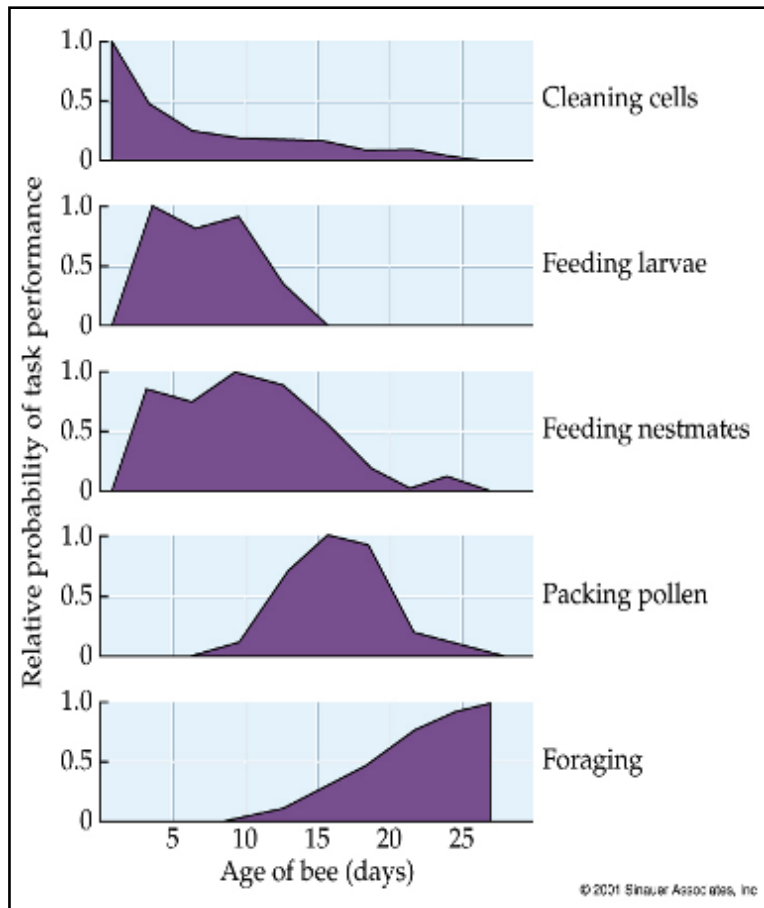 Relative probability of task performance
1.0
0.5
0
Cleaning cells
1.0
0.5
0
Feeding larvae
1.0
0.5
0
Feeding nestmates
1.0
0.5
0
Packing pollen
1.0
0.5
0
Foraging
5 10 15 20 25
Age of bee (days)
© 2001 Sinauer Associates, Inc